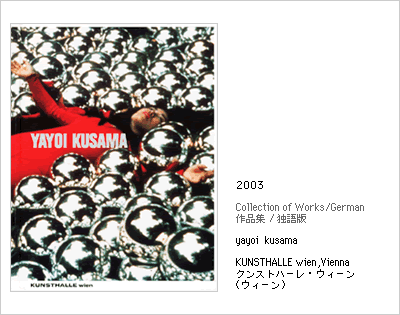 YAYOI KUSAMA
KUNSTHALLE wien
2003
Collection of Works/German
作品集 / 独語版
yayoi kusama
KUNSTHALLE wien,Vienna
クンストハーレ・ウィーン
(ウィーン)